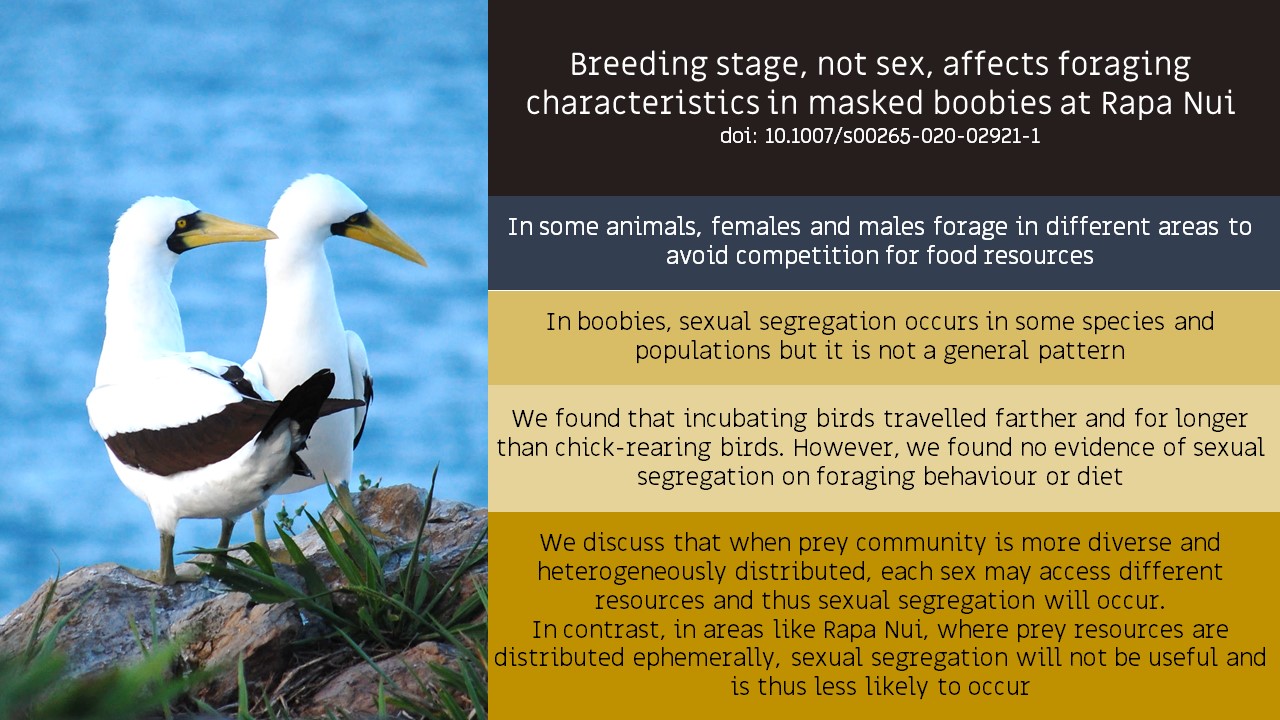 Breeding stage, not sex, affects foraging
characteristics in masked boobies at Rapa Nui
doi: 10.1007/s00265-020-02921-1
In some animals, females and males forage in different areas to
avoid competition for food resources
In boobies, sexual segregation occurs in some species and
populations but it is not a general pattern
We found that incubating birds travelled farther and for longer
than chick-rearing birds. However, we found no evidence of sexual
segregation on foraging behaviour or diet
We discuss that when prey community is more diverse and
heterogeneously distributed, each sex may access different
resources and thus sexual segregation will occur.
In contrast, in areas like Rapa Nui, where prey resources are
distributed ephemerally, sexual segregation will not be useful and
is thus less likely to occur